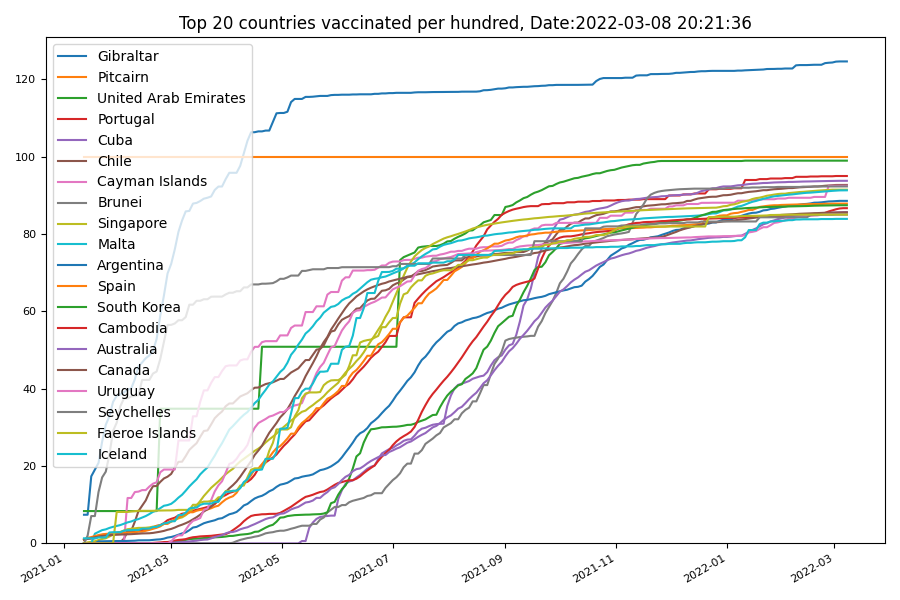 Top 20 countries vaccinated per hundred, Date:2022-03-08 20:21:36
Gibraltar
Pitcairn
United Arab Emirates
Portugal
Cuba
Chile
Cayman Islands
Brunei
Singapore
Malta
Argentina
Spain
South Korea
Cambodia
Australia
Canada
Uruguay
Seychelles
Faeroe Islands
Iceland
120
100
80
60
40
20
0
2021-01
2021-03
2021-05
2021-07
2021-09
2021-11
2022-01
2022-03